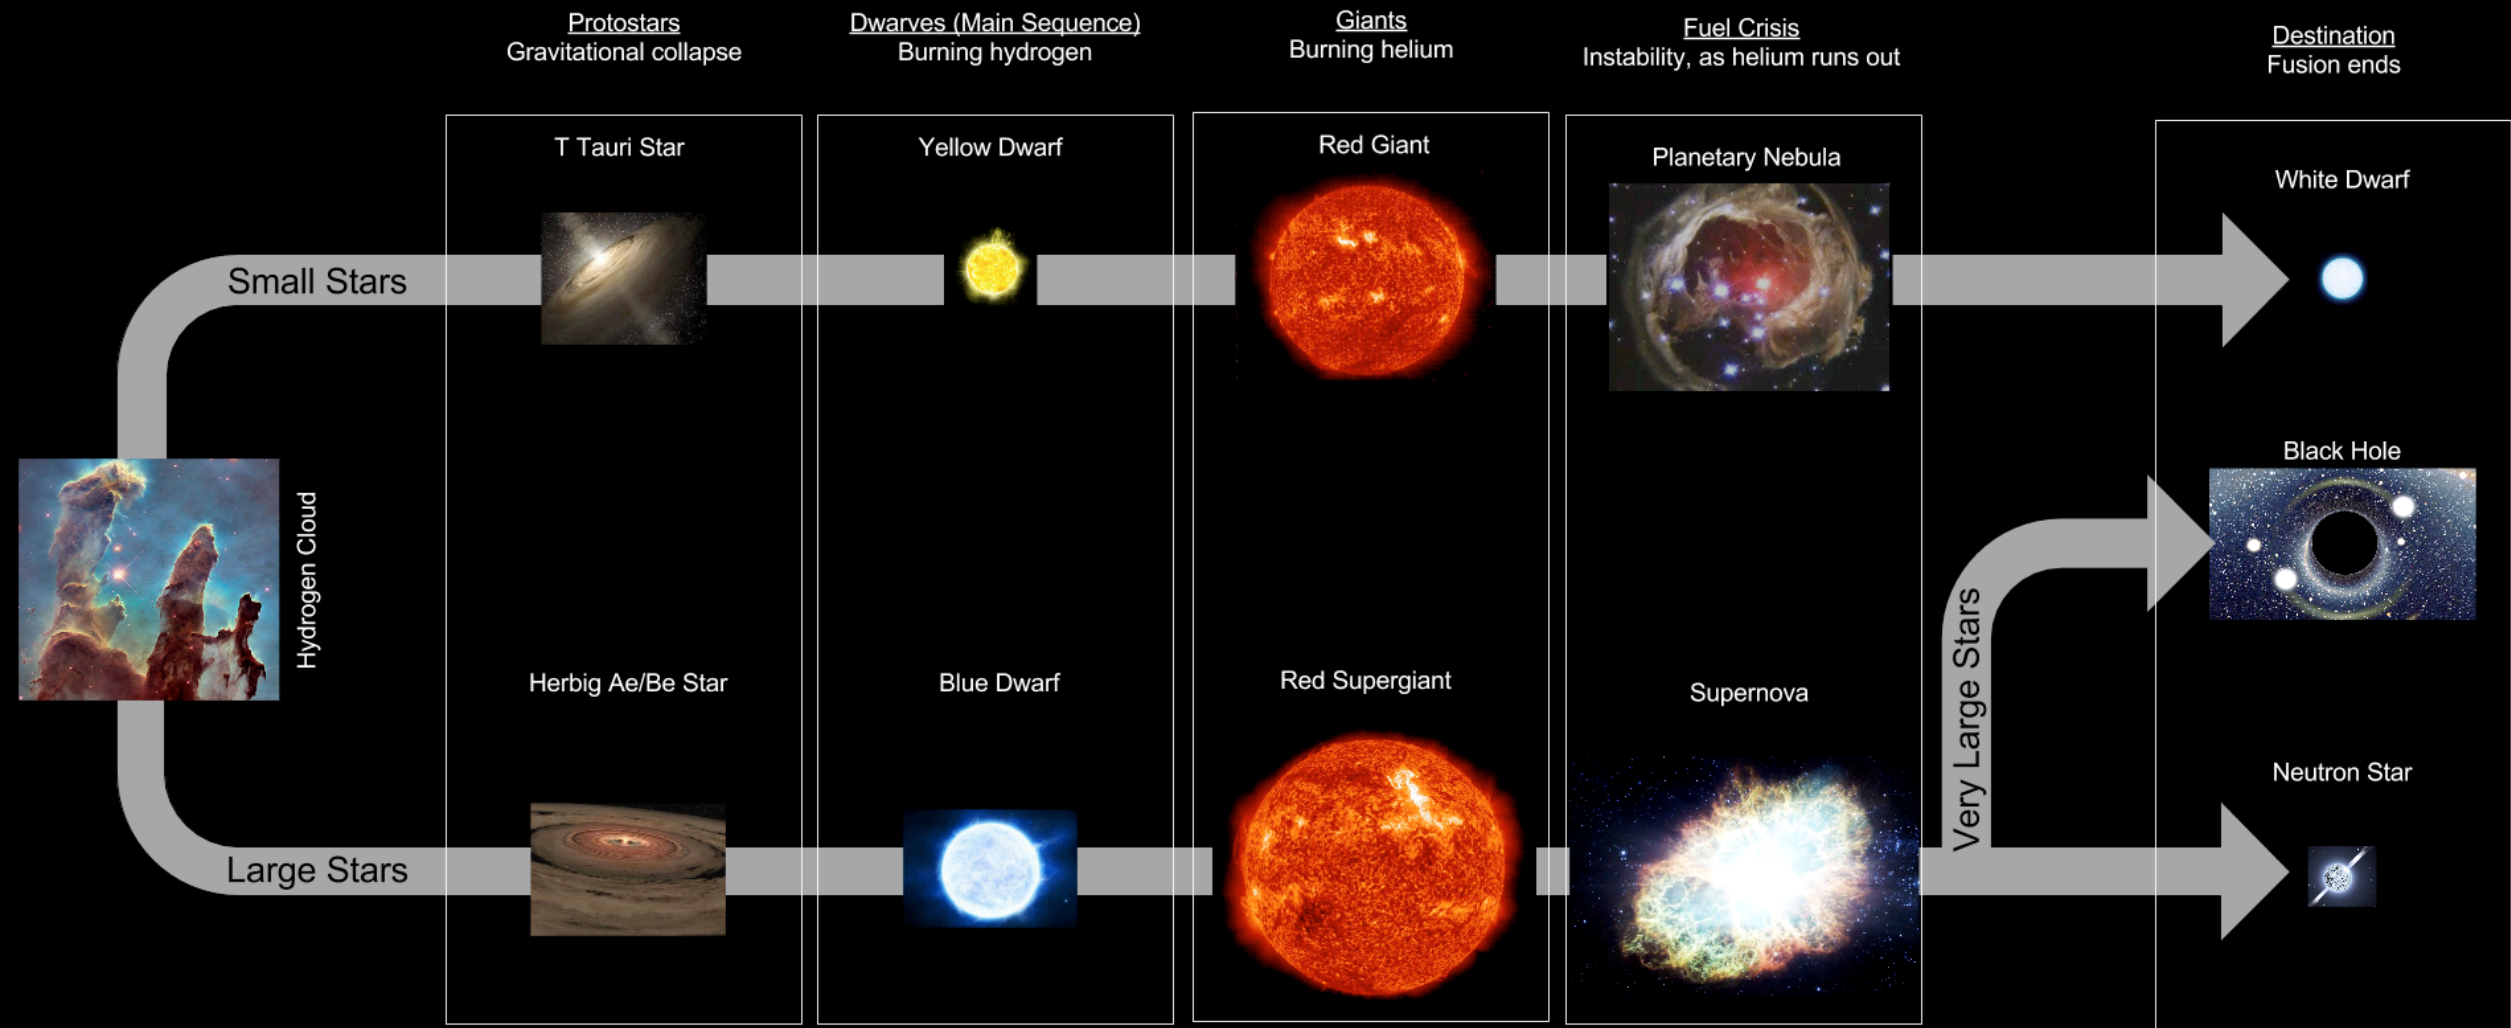 Protostars
Gravitational collapse
Dwarves (Main Sequence)
Burning hydrogen
Giants
Burning helium
Fuel Crisis
Instability, as helium runs out
Destination
Fusion ends
T Tauri Star
Yellow Dwarf
Red Giant
Planetary Nebula
White Dwarf
Small Stars
Hydrogen Cloud
Black Hole
Very Large Stars
Herbig Ae/Be Star
Blue Dwarf
Red Supergiant
Supernova
Neutron Star
Large Stars